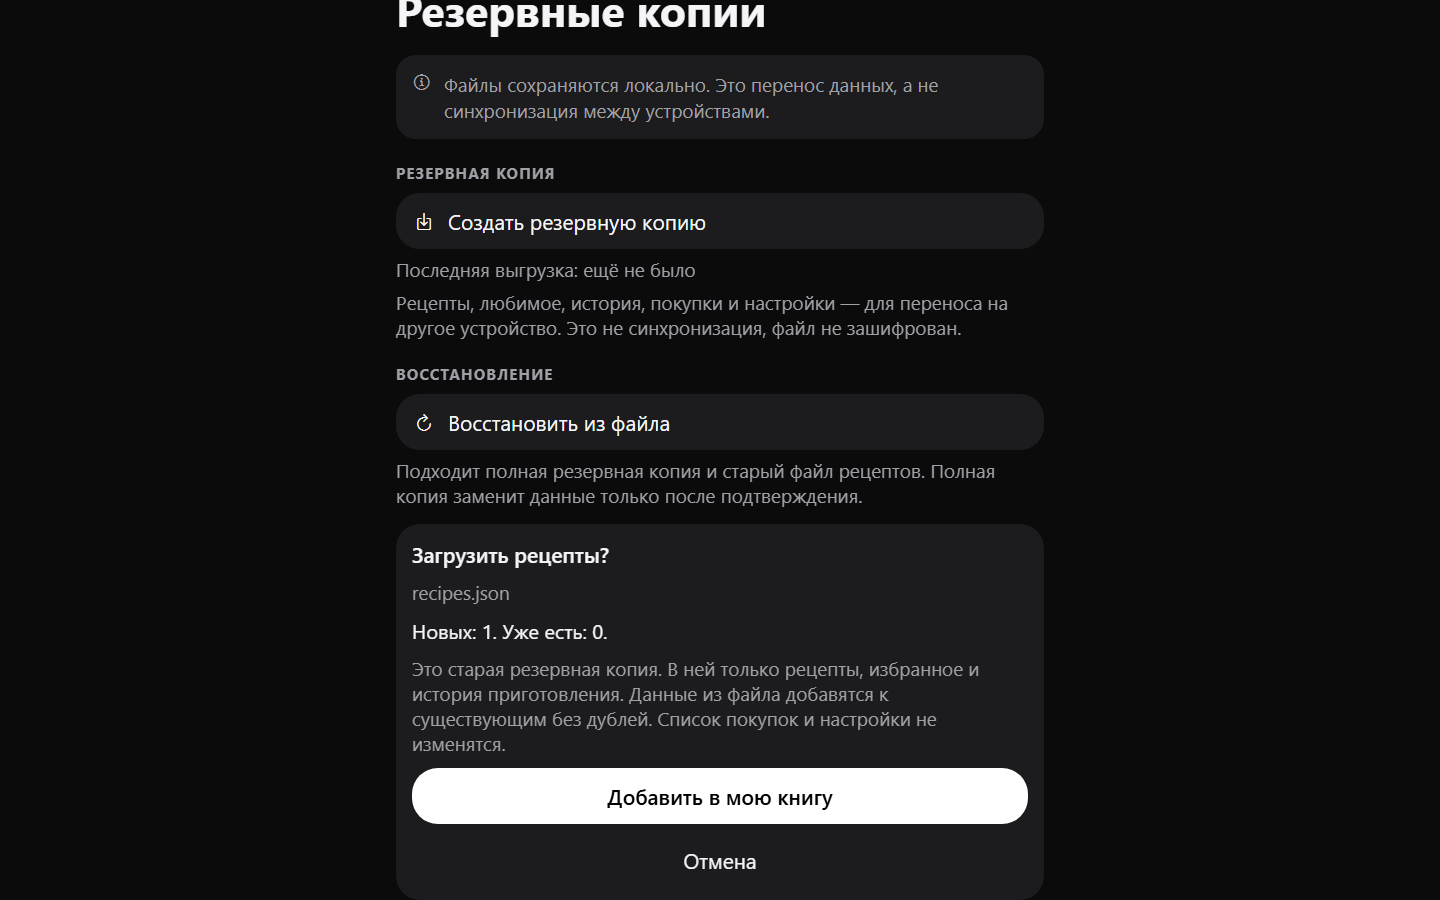 Резервные копии
Файлы сохраняются локально. Это перенос данных, а не
синхронизация между устройствами.
РЕЗЕРВНАЯ КОПИЯ
Создать резервную копию
Последняя выгрузка: ещё не было
Рецепты, любимое, история, покупки и настройки — для переноса на
другое устройство. Это не синхронизация, файл не зашифрован.
ВОССТАНОВЛЕНИЕ
Восстановить из файла
Подходит полная резервная копия и старый файл рецептов. Полная
копия заменит данные только после подтверждения.
Загрузить рецепты?
recipes.json
Новых: 1. Уже есть: 0.
Это старая резервная копия. В ней только рецепты, избранное и
история приготовления. Данные из файла добавятся к
существующим без дублей. Список покупок и настройки не
изменятся.
Добавить в мою книгу
Отмена